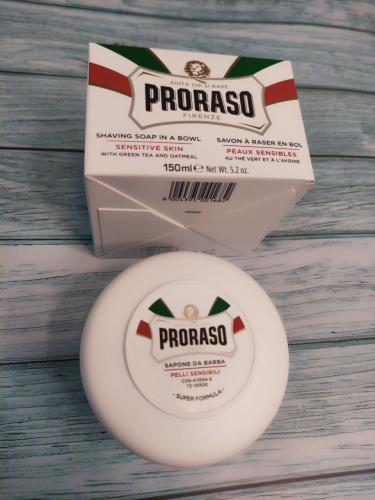 AIUTA CHI SI RADE
PRORASO
FIRENZE
SHAVING SOAP IN A BOWL
SENSITIVE SKIN
WITH GREEN TEA AND OATMEAL
SAVON À RASER EN BOL
PEAUX SENSIBLES
AU THÉ VERT ET À L'AVOINE
150ml e Net Wt. 5.2 oz.
PRORASO
SAPONE DA BARBA
PELLI SENSIBILI
CON AVENA E
TÈ VERDE
- SUPER FORMULA -